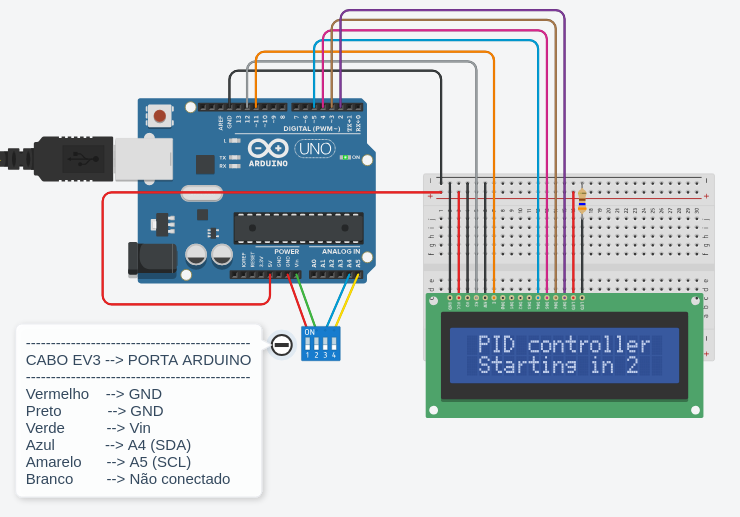 AREF
GND
13
12
~11
~10
~9
8
7
~6
~5
4
~3
2
TX→1
RX←0
DIGITAL (PWM~)
L
TX
RX
ARDUINO
UNO
ON
IOREF
RESET
3.3V
5V
GND
GND
Vin
POWER
A0
A1
A2
A3
A4
A5
ANALOG IN
ON
1 2 3 4
PID controller
Starting in 2
--------------------------------------------------
CABO EV3 --> PORTA ARDUINO
--------------------------------------------------
Vermelho --> GND
Preto --> GND
Verde --> Vin
Azul --> A4 (SDA)
Amarelo --> A5 (SCL)
Branco --> Não conectado